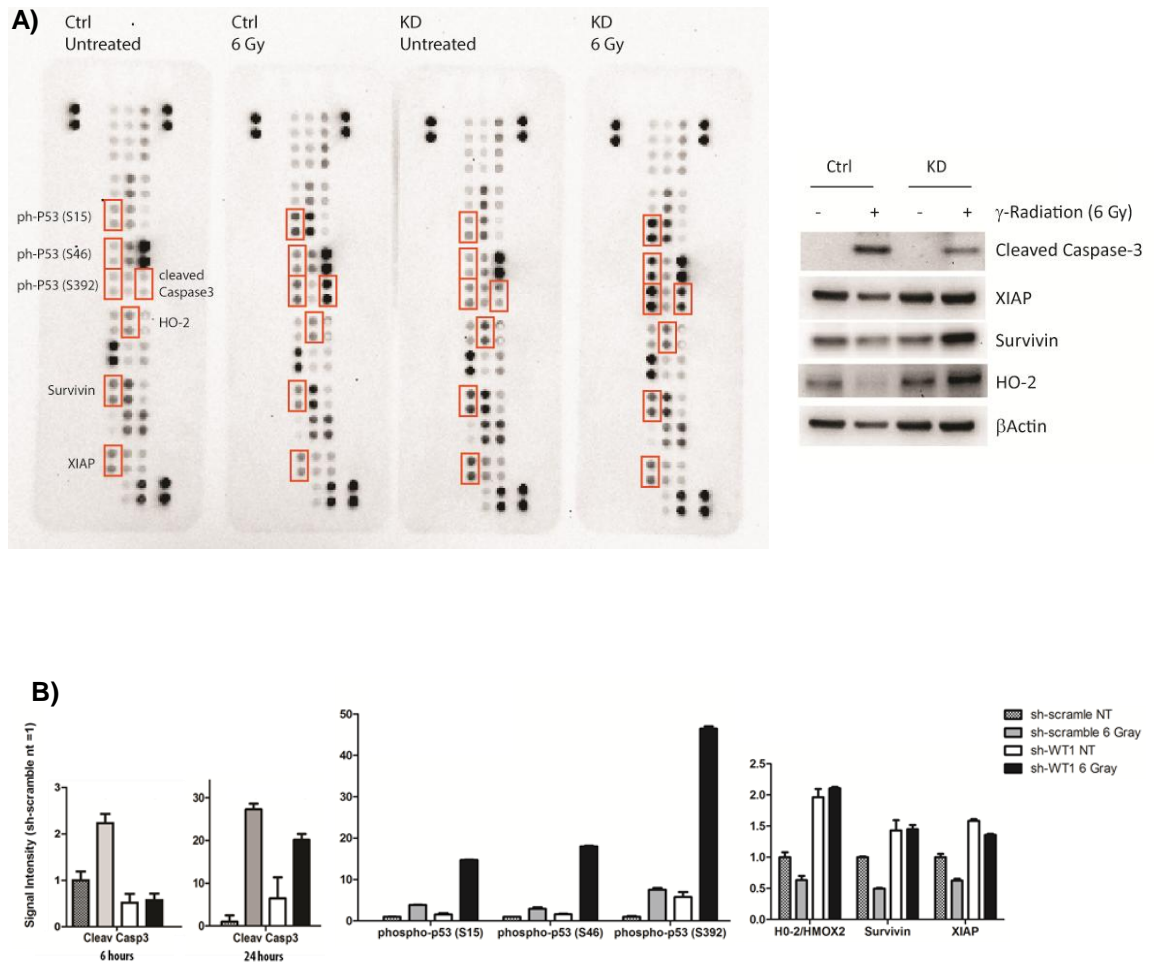 A)
Ctrl
Untreated
Ctrl
6 Gy
KD
Untreated
KD
6 Gy
ph-P53 (S15)
ph-P53 (S46)
ph-P53 (S392)
cleaved
Caspase3
HO-2
Survivin
XIAP
Ctrl KD
- + - + γ-Radiation (6 Gy)
Cleaved Caspase-3
XIAP
Survivin
HO-2
βActin
B)
Signal Intensity (sh-scramble nt =1)
3
2
1
0
Cleav Casp3
6 hours
30
20
10
0
Cleav Casp3
24 hours
50
40
30
20
10
0
phospho-p53 (S15) phospho-p53 (S46) phospho-p53 (S392)
2.5
2.0
1.5
1.0
0.5
0.0
H0-2/HMOX2 Survivin XIAP
sh-scramle NT
sh-scramble 6 Gray
sh-WT1 NT
sh-WT1 6 Gray